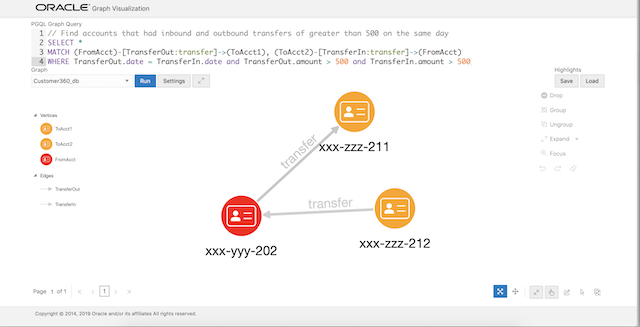 ORACLE Graph Visualization
PGQL Graph Query
1 // Find accounts that had inbound and outbound transfers of greater than 500 on the same day
2 SELECT *
3 MATCH (FromAcct)-[TransferOut:transfer]->(ToAcct1), (ToAcct2)-[TransferIn:transfer]->(FromAcct)
4 WHERE TransferOut.date = TransferIn.date and TransferOut.amount > 500 and TransferIn.amount > 500
Graph
Highlights
Customer360_db
Run
Settings
Save
Load
Drop
Group
Ungroup
Expand
Focus
Vertices
ToAcct1
ToAcct2
FromAcct
Edges
TransferOut
TransferIn
xxx-zzz-211
transfer
transfer
xxx-yyy-202
xxx-zzz-212
Page 1 of 1
1
Copyright © 2014, 2019 Oracle and/or its affiliates All rights reserved.